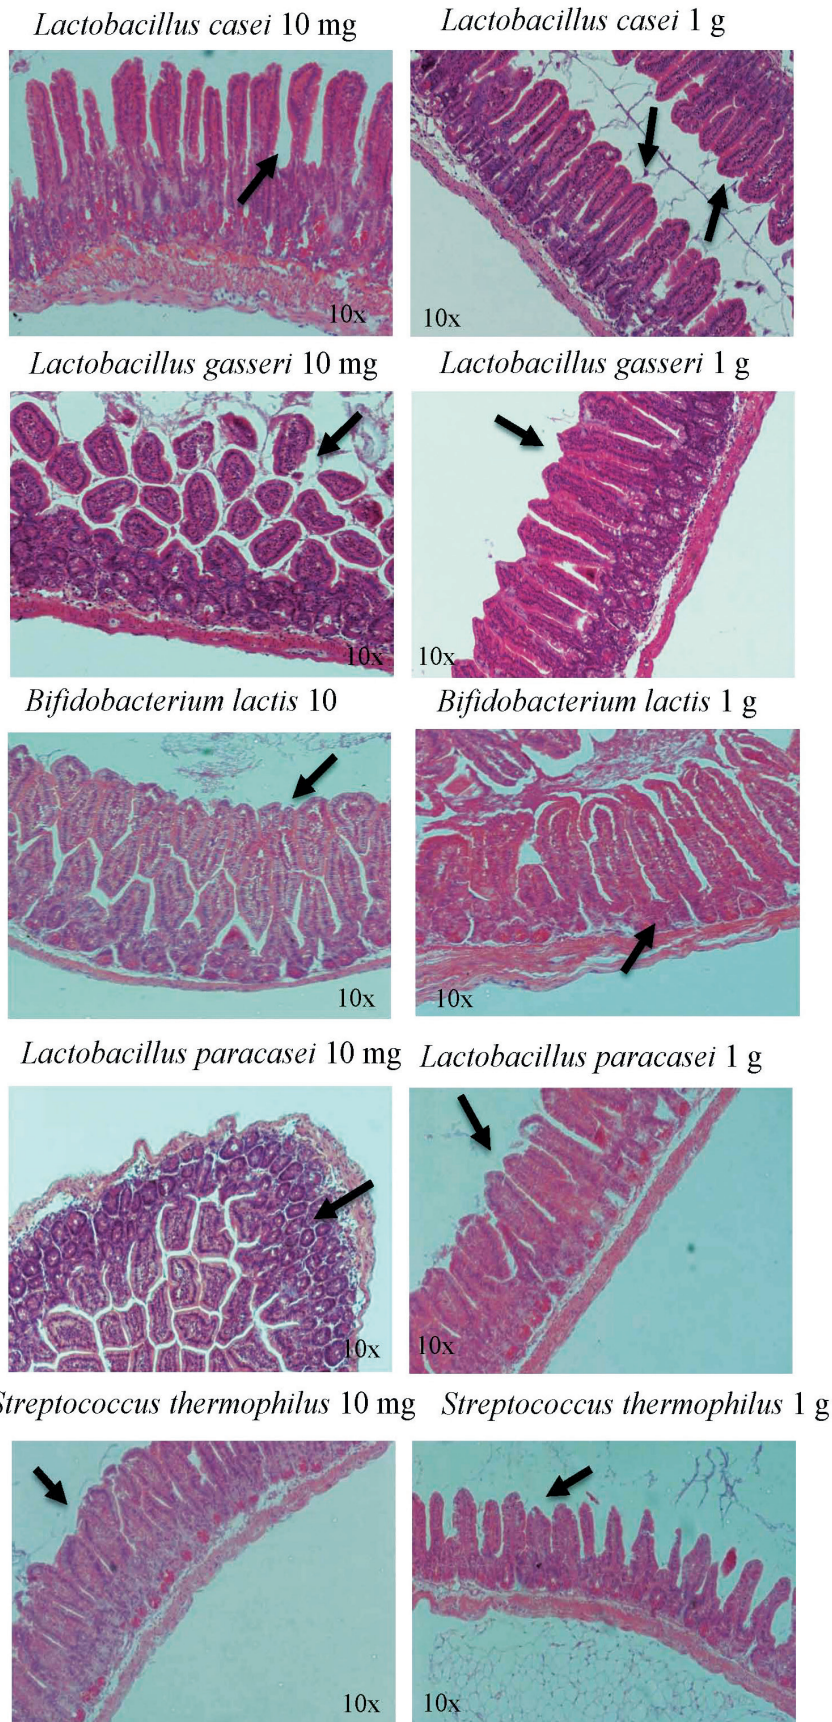 Lactobacillus casei 10 mg
Lactobacillus casei 1 g
10x
10x
Lactobacillus gasseri 10 mg
Lactobacillus gasseri 1 g
10x
10x
Bifidobacterium lactis 10
Bifidobacterium lactis 1 g
10x
10x
Lactobacillus paracasei 10 mg
Lactobacillus paracasei 1 g
10x
10x
Streptococcus thermophilus 10 mg
Streptococcus thermophilus 1 g
10x
10x